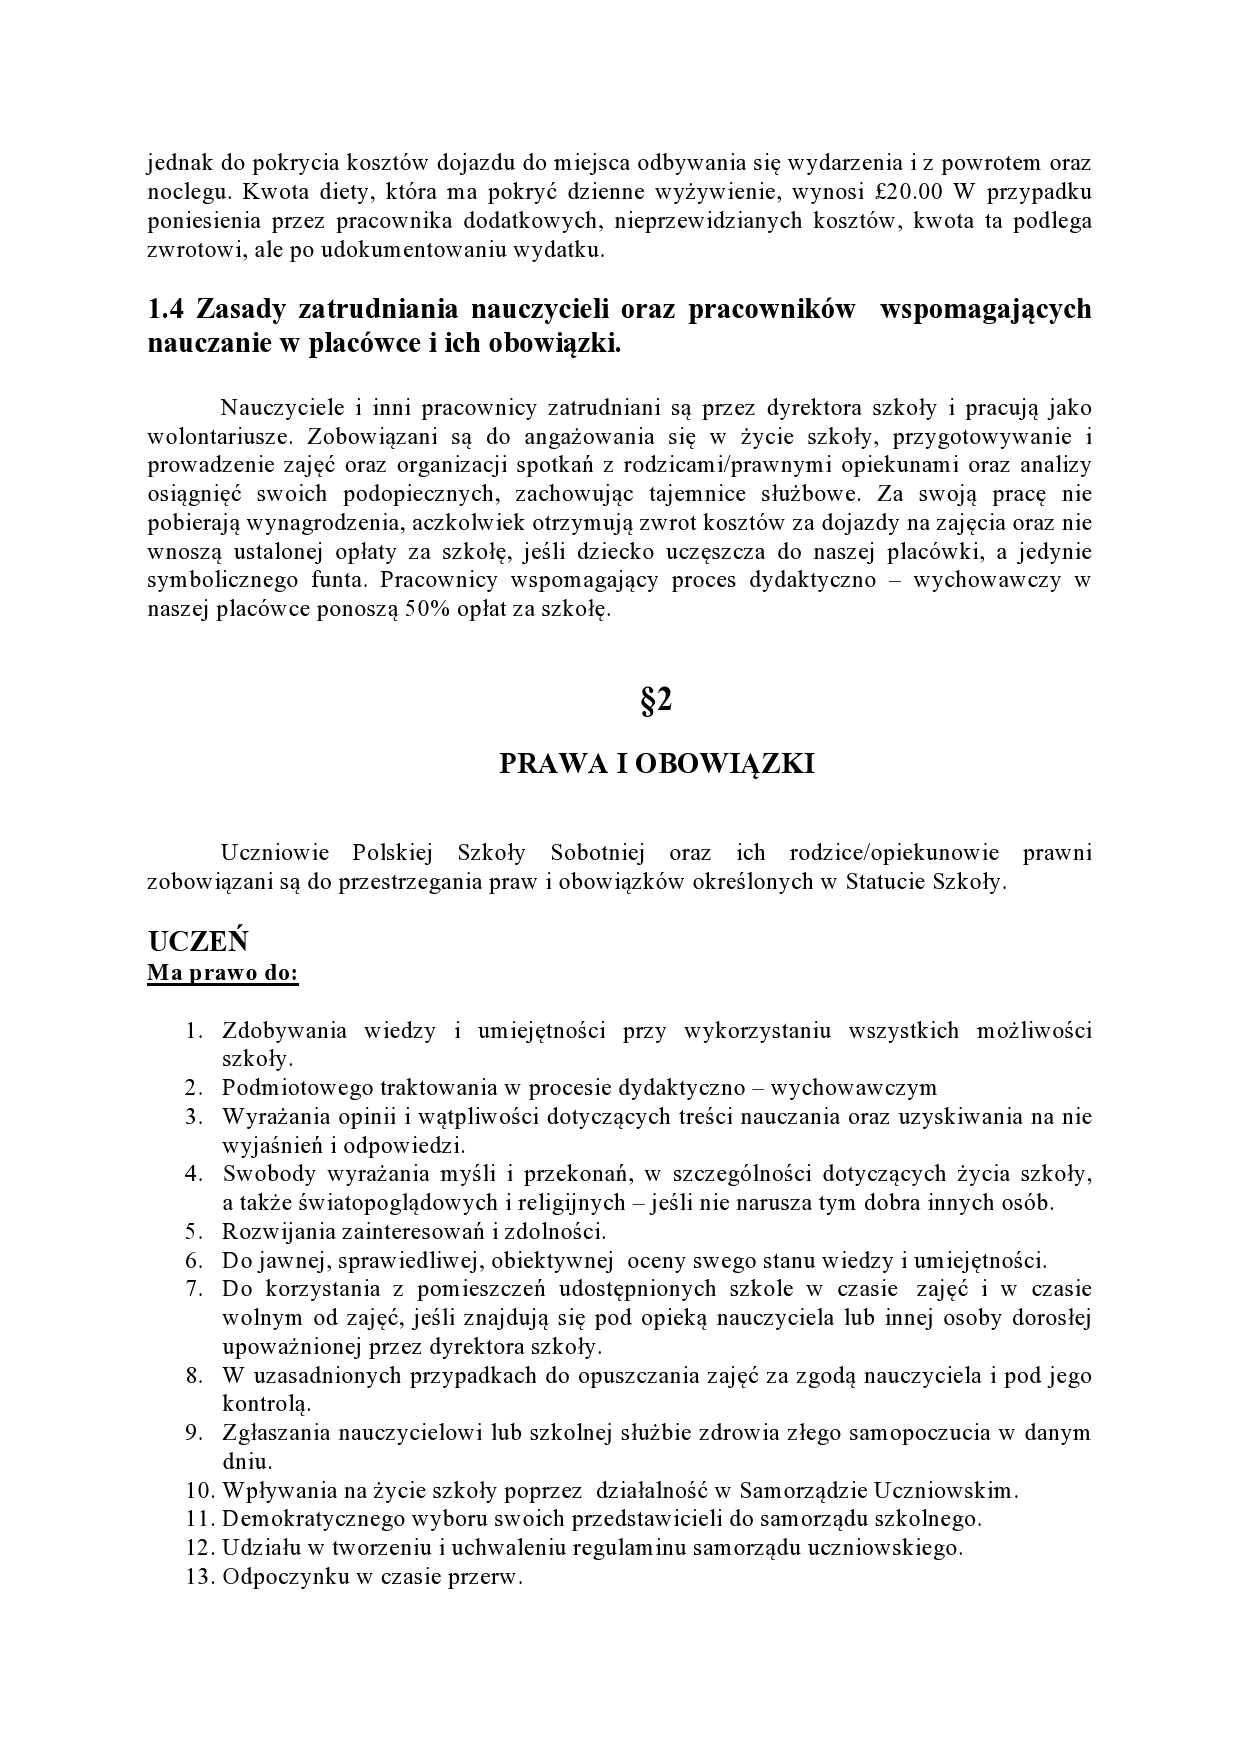 jednak do pokrycia kosztów dojazdu do miejsca odbywania się wydarzenia i z powrotem oraz
noclegu. Kwota diety, która ma pokryć dzienne wyżywienie, wynosi £20.00 W przypadku
poniesienia przez pracownika dodatkowych, nieprzewidzianych kosztów, kwota ta podlega
zwrotowi, ale po udokumentowaniu wydatku.
1.4 Zasady zatrudniania nauczycieli oraz pracowników wspomagających
nauczanie w placówce i ich obowiązki.
Nauczyciele i inni pracownicy zatrudniani są przez dyrektora szkoły i pracują jako
wolontariusze. Zobowiązani są do angażowania się w życie szkoły, przygotowywanie i
prowadzenie zajęć oraz organizacji spotkań z rodzicami/prawnymi opiekunami oraz analizy
osiągnięć swoich podopiecznych, zachowując tajemnice służbowe. Za swoją pracę nie
pobierają wynagrodzenia, aczkolwiek otrzymują zwrot kosztów za dojazdy na zajęcia oraz nie
wnoszą ustalonej opłaty za szkołę, jeśli dziecko uczęszcza do naszej placówki, a jedynie
symbolicznego funta. Pracownicy wspomagający proces dydaktyczno – wychowawczy w
naszej placówce ponoszą 50% opłat za szkołę.
§2
PRAWA I OBOWIĄZKI
Uczniowie Polskiej Szkoły Sobotniej oraz ich rodzice/opiekunowie prawni
zobowiązani są do przestrzegania praw i obowiązków określonych w Statucie Szkoły.
UCZEŃ
Ma prawo do:
1. Zdobywania wiedzy i umiejętności przy wykorzystaniu wszystkich możliwości
szkoły.
2. Podmiotowego traktowania w procesie dydaktyczno – wychowawczym
3. Wyrażania opinii i wątpliwości dotyczących treści nauczania oraz uzyskiwania na nie
wyjaśnień i odpowiedzi.
4. Swobody wyrażania myśli i przekonań, w szczególności dotyczących życia szkoły,
a także światopoglądowych i religijnych – jeśli nie narusza tym dobra innych osób.
5. Rozwijania zainteresowań i zdolności.
6. Do jawnej, sprawiedliwej, obiektywnej oceny swego stanu wiedzy i umiejętności.
7. Do korzystania z pomieszczeń udostępnionych szkole w czasie zajęć i w czasie
wolnym od zajęć, jeśli znajdują się pod opieką nauczyciela lub innej osoby dorosłej
upoważnionej przez dyrektora szkoły.
8. W uzasadnionych przypadkach do opuszczania zajęć za zgodą nauczyciela i pod jego
kontrolą.
9. Zgłaszania nauczycielowi lub szkolnej służbie zdrowia złego samopoczucia w danym
dniu.
10. Wpływania na życie szkoły poprzez działalność w Samorządzie Uczniowskim.
11. Demokratycznego wyboru swoich przedstawicieli do samorządu szkolnego.
12. Udziału w tworzeniu i uchwaleniu regulaminu samorządu uczniowskiego.
13. Odpoczynku w czasie przerw.